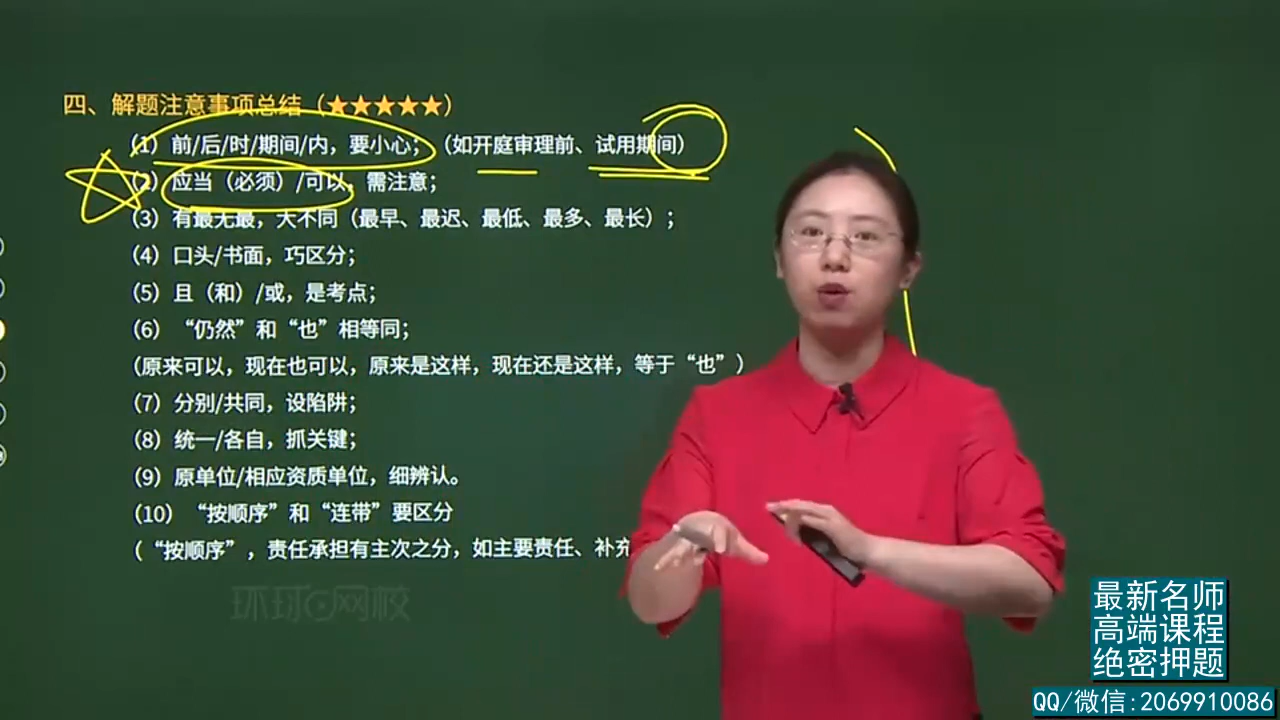 四、解题注意事项总结（★★★★★）
（1）前/后/时/期间/内，要小心；（如开庭审理前、试用期间）
（2）应当（必须）/可以，需注意；
（3）有最无最，大不同（最早、最迟、最低、最多、最长）；
（4）口头/书面，巧区分；
（5）且（和）/或，是考点；
（6）“仍然”和“也”相等同；
（原来可以，现在也可以，原来是这样，现在还是这样，等于“也”）
（7）分别/共同，设陷阱；
（8）统一/各自，抓关键；
（9）原单位/相应资质单位，细辨认。
（10）“按顺序”和“连带”要区分
（“按顺序”，责任承担有主次之分，如主要责任、补充
环球网校
最新名师
高端课程
绝密押题
QQ/微信:2069910086